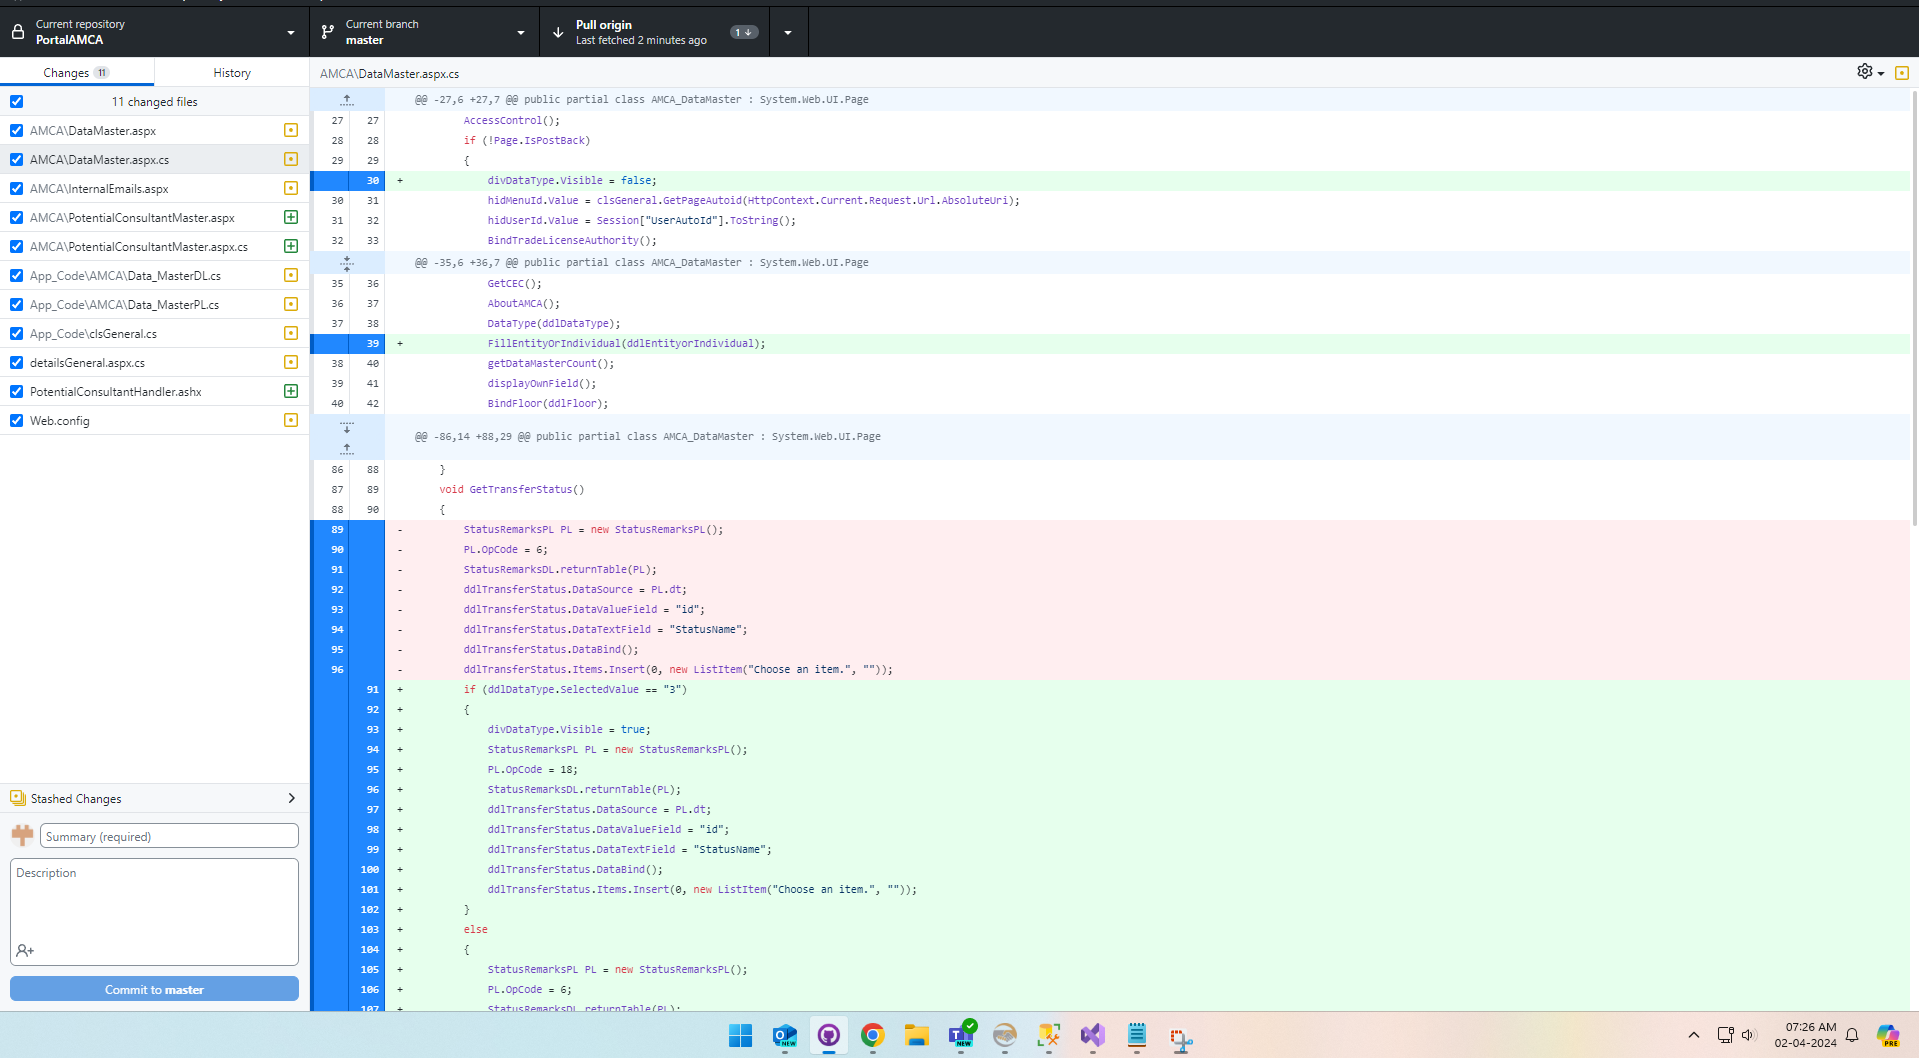 Current repository
PortalAMCA
Current branch
master
Pull origin
Last fetched 2 minutes ago
1
Changes 11
History
11 changed files
AMCA\DataMaster.aspx
AMCA\DataMaster.aspx.cs
AMCA\InternalEmails.aspx
AMCA\PotentialConsultantMaster.aspx
AMCA\PotentialConsultantMaster.aspx.cs
App_Code\AMCA\Data_MasterDL.cs
App_Code\AMCA\Data_MasterPL.cs
App_Code\clsGeneral.cs
detailsGeneral.aspx.cs
PotentialConsultantHandler.ashx
Web.config
Stashed Changes
Summary (required)
Description
Commit to master
AMCA\DataMaster.aspx.cs
@@ -27,6 +27,7 @@ public partial class AMCA_DataMaster : System.Web.UI.Page
27 27 AccessControl();
28 28 if (!Page.IsPostBack)
29 29 {
30 + divDataType.Visible = false;
30 31 hidMenuId.Value = clsGeneral.GetPageAutoid(HttpContext.Current.Request.Url.AbsoluteUri);
31 32 hidUserId.Value = Session["UserAutoId"].ToString();
32 33 BindTradeLicenseAuthority();
@@ -35,6 +36,7 @@ public partial class AMCA_DataMaster : System.Web.UI.Page
35 36 GetCEC();
36 37 AboutAMCA();
37 38 DataType(ddlDataType);
39 + FillEntityOrIndividual(ddlEntityorIndividual);
38 40 getDataMasterCount();
39 41 displayOwnField();
40 42 BindFloor(ddlFloor);
@@ -86,14 +88,29 @@ public partial class AMCA_DataMaster : System.Web.UI.Page
86 88 }
87 89 void GetTransferStatus()
88 90 {
89 - StatusRemarksPL PL = new StatusRemarksPL();
90 - PL.OpCode = 6;
91 - StatusRemarksDL.returnTable(PL);
92 - ddlTransferStatus.DataSource = PL.dt;
93 - ddlTransferStatus.DataValueField = "id";
94 - ddlTransferStatus.DataTextField = "StatusName";
95 - ddlTransferStatus.DataBind();
96 - ddlTransferStatus.Items.Insert(0, new ListItem("Choose an item.", ""));
91 + if (ddlDataType.SelectedValue == "3")
92 + {
93 + divDataType.Visible = true;
94 + StatusRemarksPL PL = new StatusRemarksPL();
95 + PL.OpCode = 18;
96 + StatusRemarksDL.returnTable(PL);
97 + ddlTransferStatus.DataSource = PL.dt;
98 + ddlTransferStatus.DataValueField = "id";
99 + ddlTransferStatus.DataTextField = "StatusName";
100 + ddlTransferStatus.DataBind();
101 + ddlTransferStatus.Items.Insert(0, new ListItem("Choose an item.", ""));
102 + }
103 + else
104 + {
105 + StatusRemarksPL PL = new StatusRemarksPL();
106 + PL.OpCode = 6;
107 + StatusRemarksDL.returnTable(PL);
NEW
NEW
07:26 AM
02-04-2024
PRE